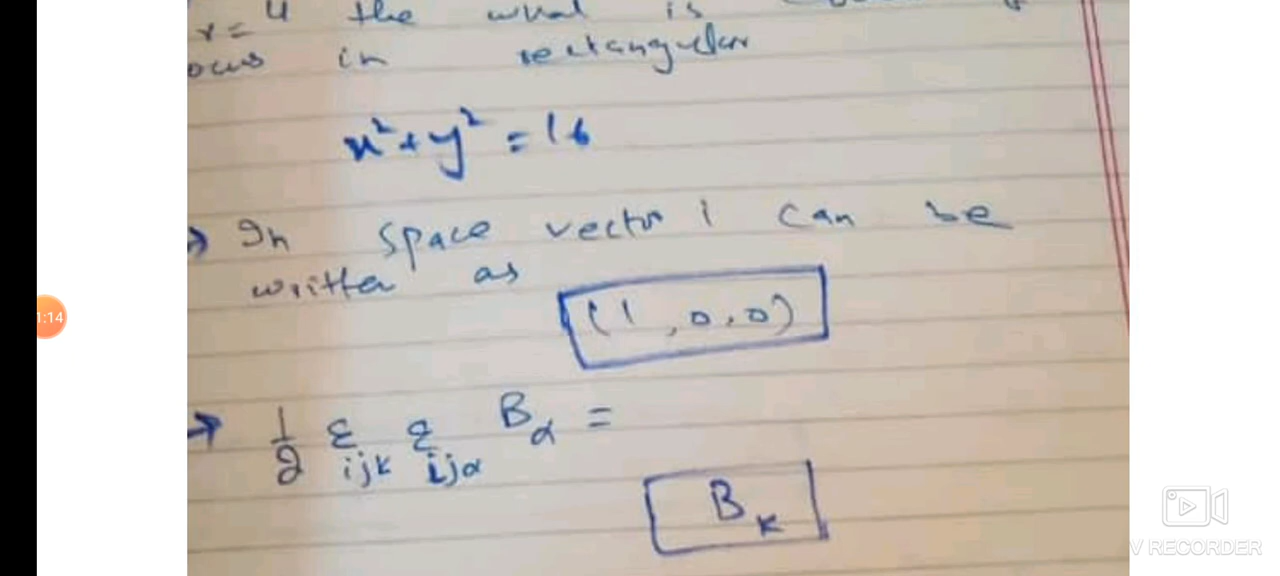 r = 4 the what is
ocus in rectangular
x² + y² = 16
→ In space vector i can be
written as
(1, 0, 0)
→ 1/2 ε_ijk ε_ijα B_α =
B_k
1:14
V RECORDER